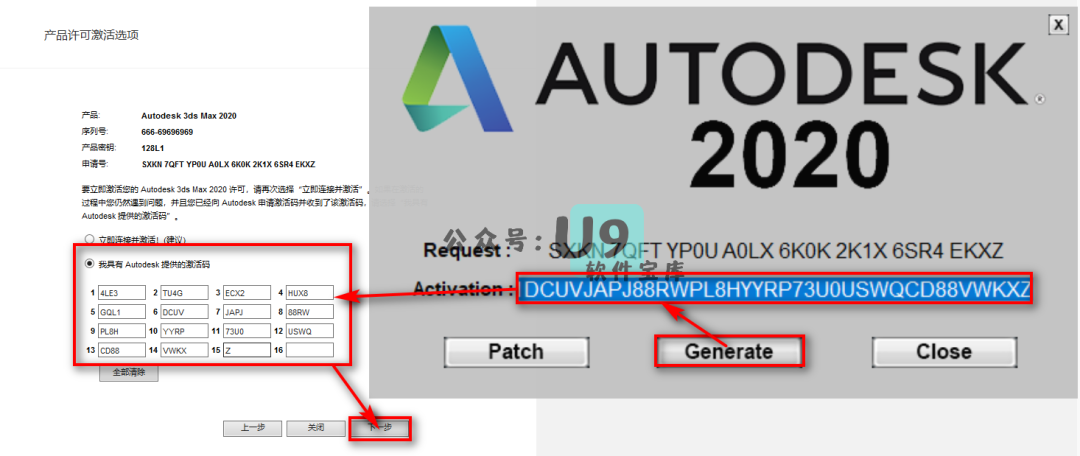 产品许可激活选项
产品: Autodesk 3ds Max 2020
序列号: 666-69696969
产品密钥: 128L1
申请号: SXKN 7QFT YP0U A0LX 6K0K 2K1X 6SR4 EKXZ
要立即激活您的 Autodesk 3ds Max 2020 许可，请再次选择“立即连接并激活”。
过程中您仍然遇到问题，并且您已经向 Autodesk 申请激活码并收到了该激活码，
Autodesk 提供的激活码”。
立即连接并激活! (建议)
我具有 Autodesk 提供的激活码
1 4LE3 2 TU4G 3 ECX2 4 HUX8
5 GQL1 6 DCUV 7 JAPJ 8 88RW
9 PL8H 10 YYRP 11 73U0 12 USWQ
13 CD88 14 VWKX 15 Z 16
全部清除
上一步 关闭 下一步
X
AUTODESK®
2020
公众号: U9
软件宝库
Request : SXKN 7QFT YP0U A0LX 6K0K 2K1X 6SR4 EKXZ
Activation : DCUVJAPJ88RWPL8HYYRP73U0USWQCD88VWKXZ
Patch Generate Close